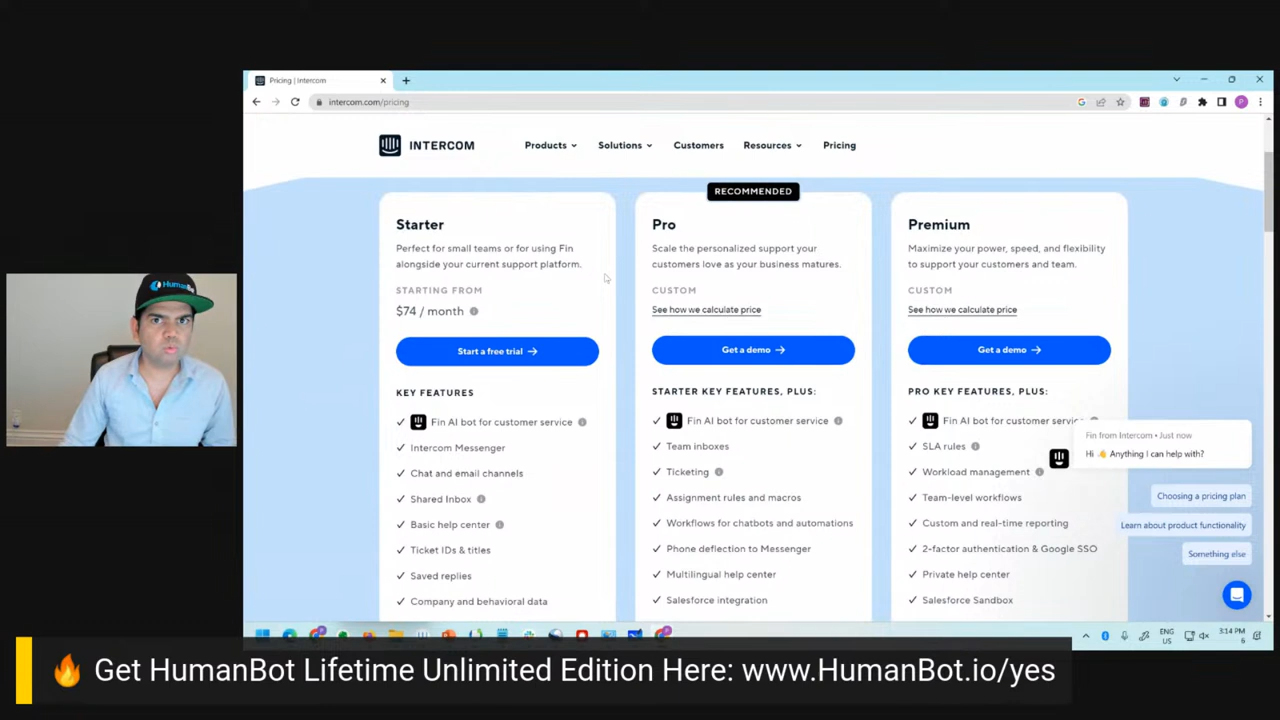 Pricing | Intercom
intercom.com/pricing
INTERCOM
Products
Solutions
Customers
Resources
Pricing
RECOMMENDED
Starter
Perfect for small teams or for using Fin
alongside your current support platform.
STARTING FROM
$74 / month
Start a free trial
KEY FEATURES
Fin AI bot for customer service
Intercom Messenger
Chat and email channels
Shared Inbox
Basic help center
Ticket IDs & titles
Saved replies
Company and behavioral data
Pro
Scale the personalized support your
customers love as your business matures.
CUSTOM
See how we calculate price
Get a demo
STARTER KEY FEATURES, PLUS:
Fin AI bot for customer service
Team inboxes
Ticketing
Assignment rules and macros
Workflows for chatbots and automations
Phone deflection to Messenger
Multilingual help center
Salesforce integration
Premium
Maximize your power, speed, and flexibility
to support your customers and team.
CUSTOM
See how we calculate price
Get a demo
PRO KEY FEATURES, PLUS:
Fin AI bot for customer service
SLA rules
Workload management
Team-level workflows
Custom and real-time reporting
2-factor authentication & Google SSO
Private help center
Salesforce Sandbox
Fin from Intercom • Just now
Hi 👋 Anything I can help with?
Choosing a pricing plan
Learn about product functionality
Something else
HumanBot
ENG
US
3:14 PM
🔥 Get HumanBot Lifetime Unlimited Edition Here: www.HumanBot.io/yes